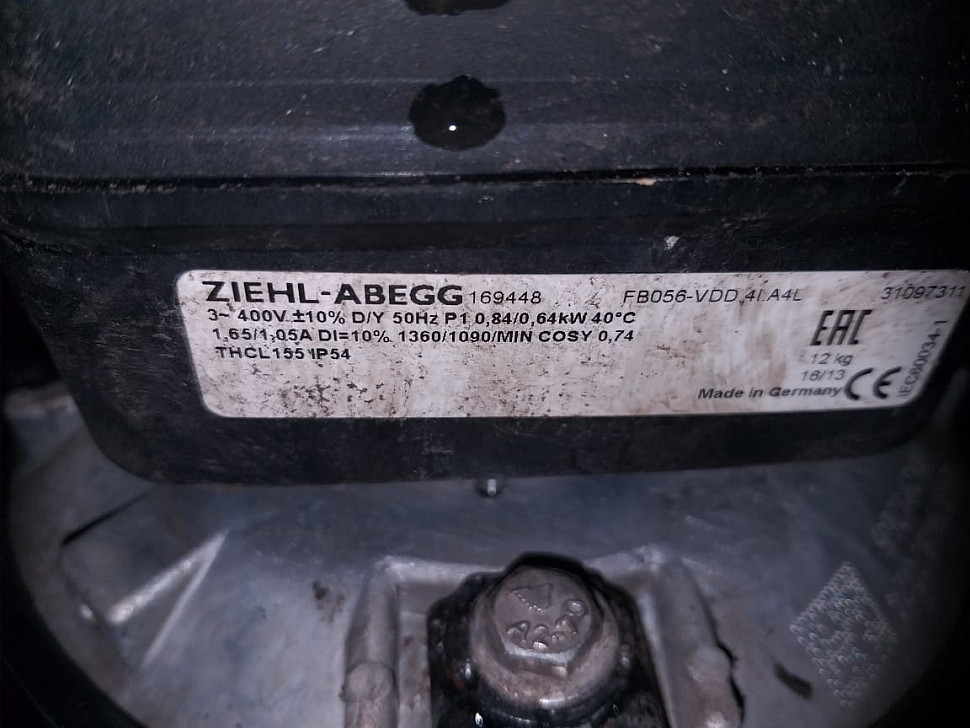 ZIEHL-ABEGG 169448 FB056-VDD.4I.A4L 31097311
3~ 400V ±10% D/Y 50Hz P1 0,84/0,64kW 40°C
1,65/1,05A DI=10% 1360/1090/MIN COSY 0,74
THCL155 IP54
EAC
12 kg
16/13
Made in Germany CE
IEC60034-1